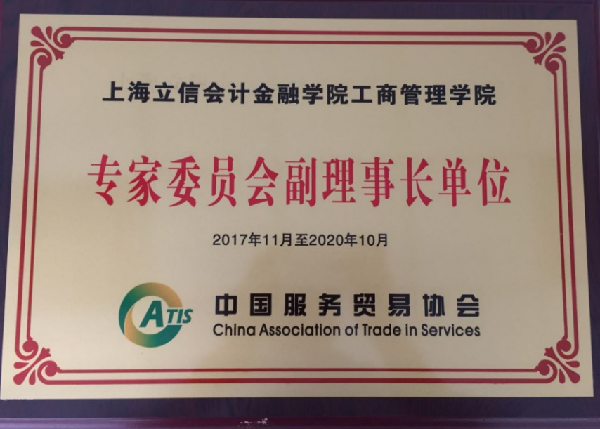 上海立信会计金融学院工商管理学院
专家委员会副理事长单位
2017年11月至2020年10月
ATIS
中国服务贸易协会
China Association of Trade in Services